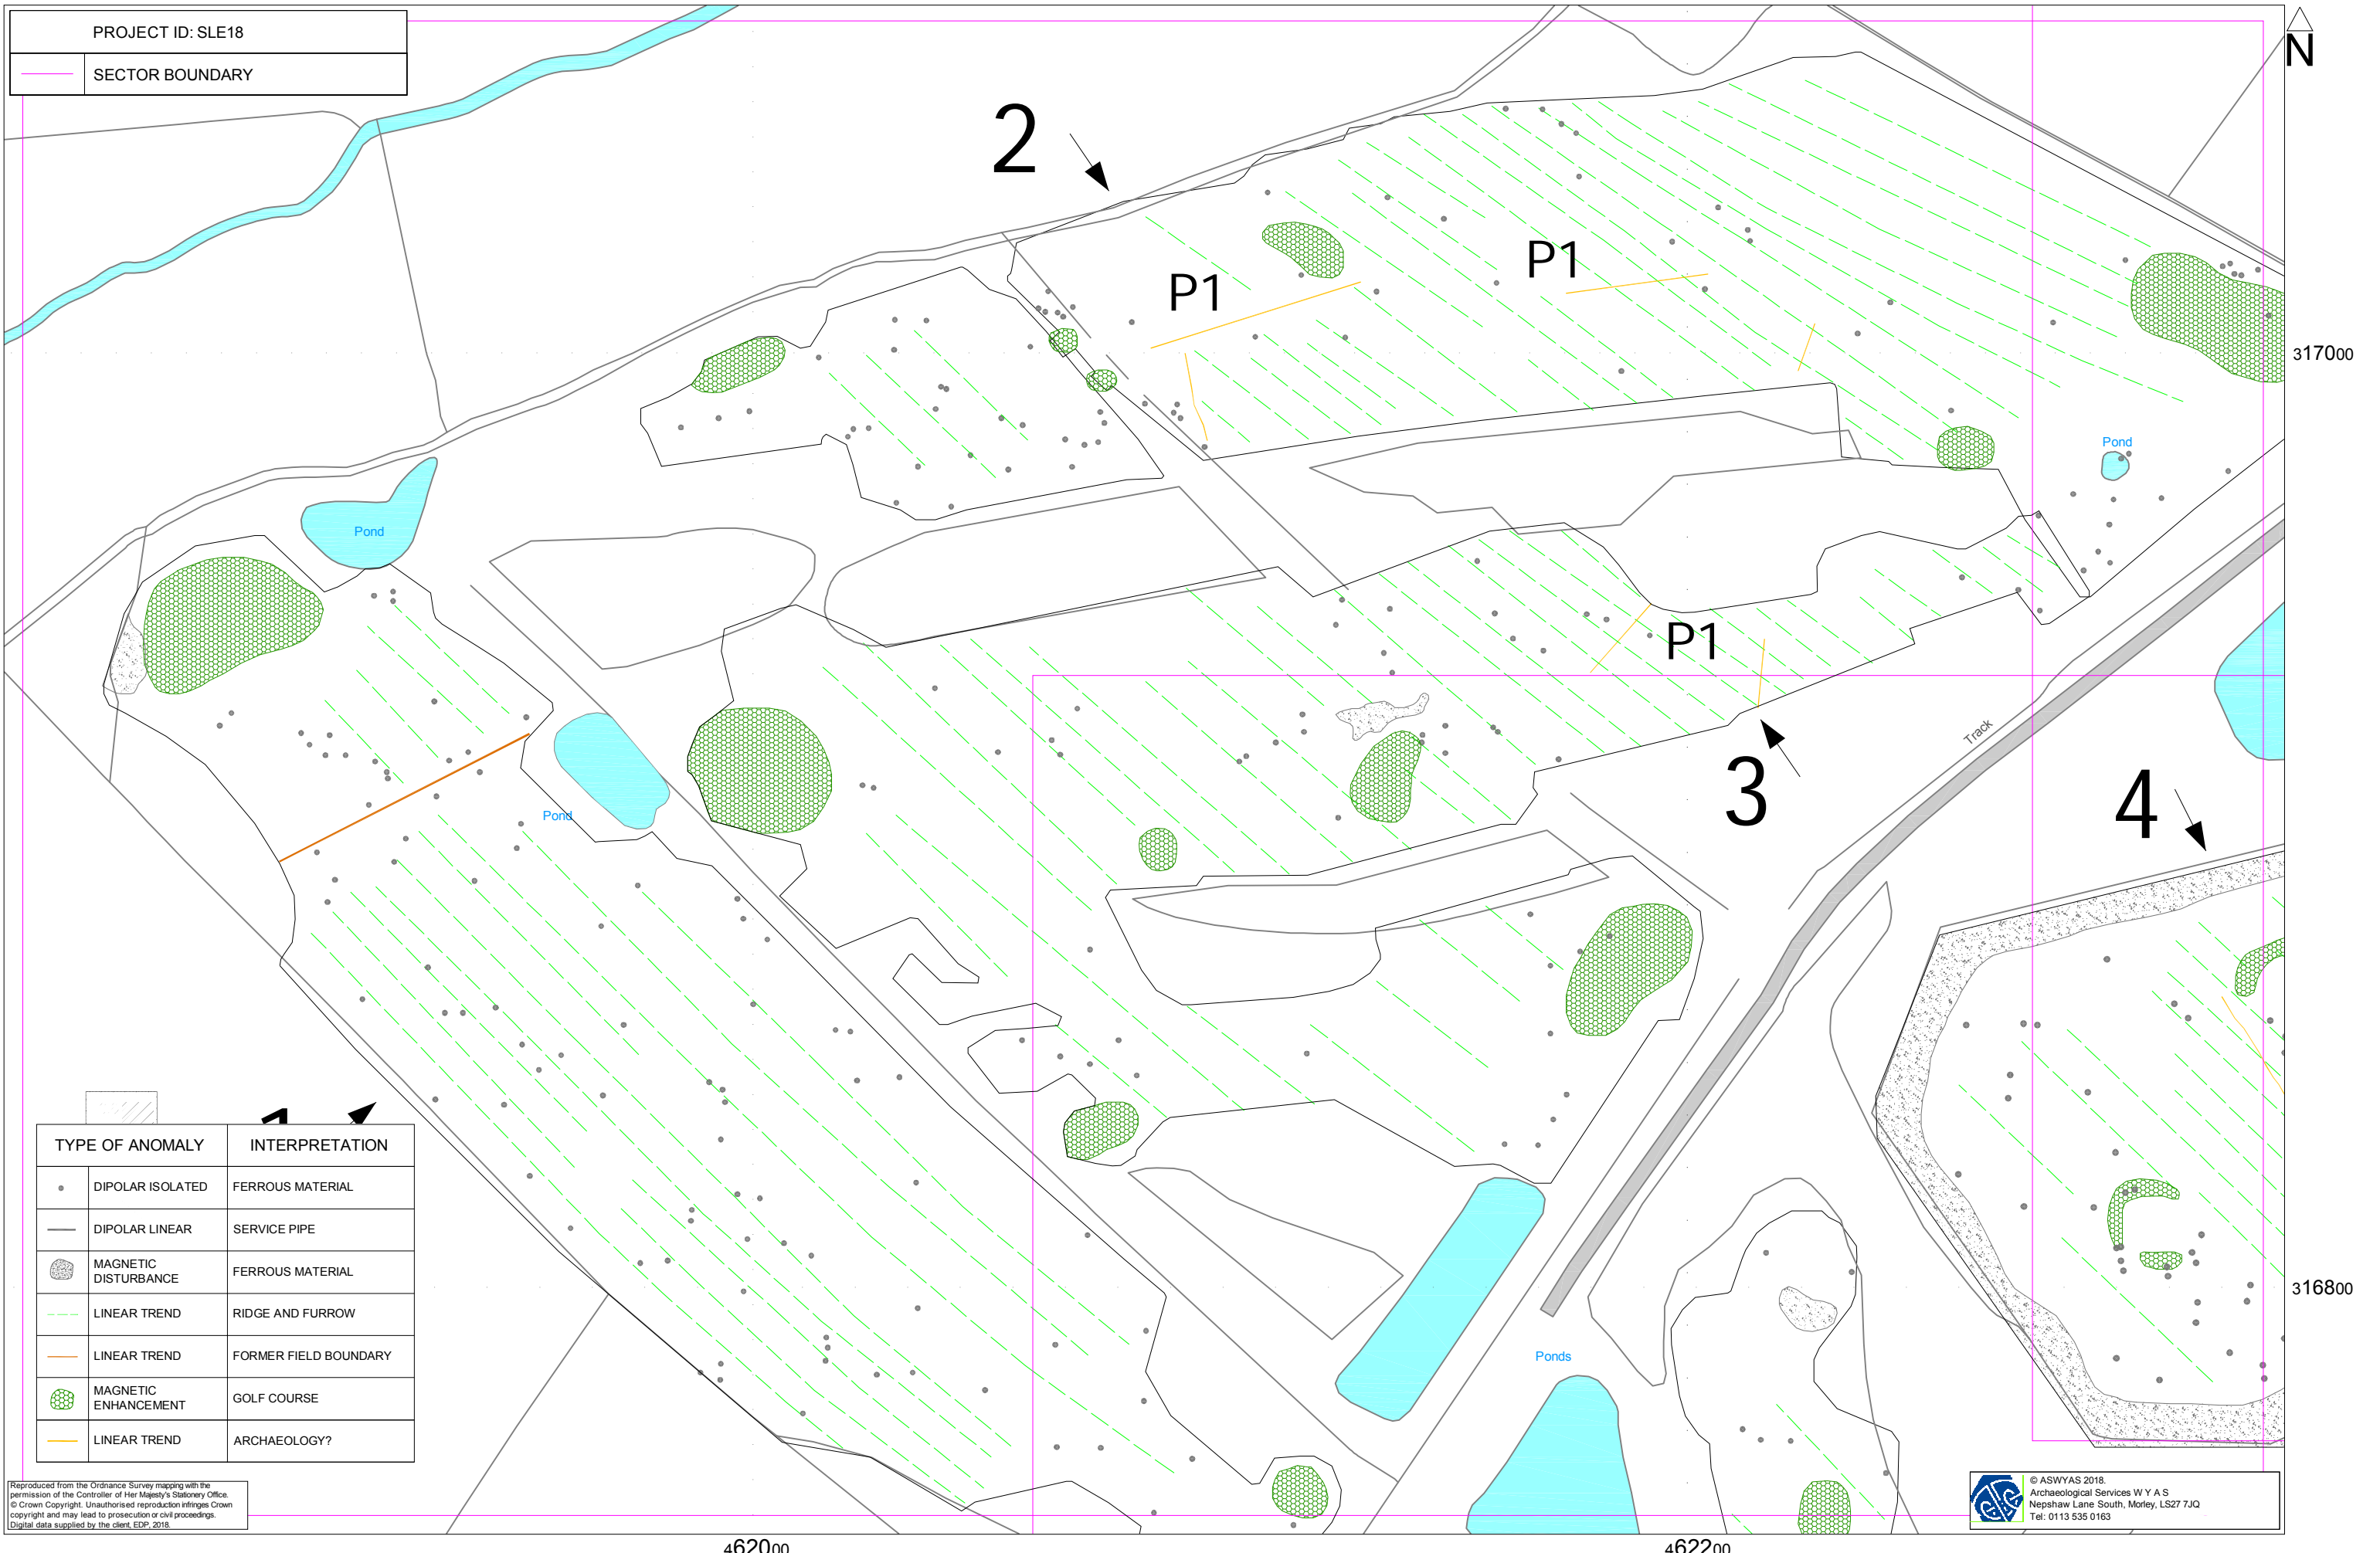 PROJECT ID: SLE18
SECTOR BOUNDARY
N
2
P1
P1
317000
Pond
Pond
P1
Track
3
4
Pond
1
TYPE OF ANOMALY INTERPRETATION
DIPOLAR ISOLATED FERROUS MATERIAL
DIPOLAR LINEAR SERVICE PIPE
MAGNETIC
DISTURBANCE FERROUS MATERIAL
LINEAR TREND RIDGE AND FURROW
LINEAR TREND FORMER FIELD BOUNDARY
MAGNETIC
ENHANCEMENT GOLF COURSE
LINEAR TREND ARCHAEOLOGY?
316800
Ponds
Reproduced from the Ordnance Survey mapping with the
permission of the Controller of Her Majesty's Stationery Office.
© Crown Copyright. Unauthorised reproduction infringes Crown
copyright and may lead to prosecution or civil proceedings.
Digital data supplied by the client, EDP, 2018.
© ASWYAS 2018.
Archaeological Services W Y A S
Nepshaw Lane South, Morley, LS27 7JQ
Tel: 0113 535 0163
462000
462200